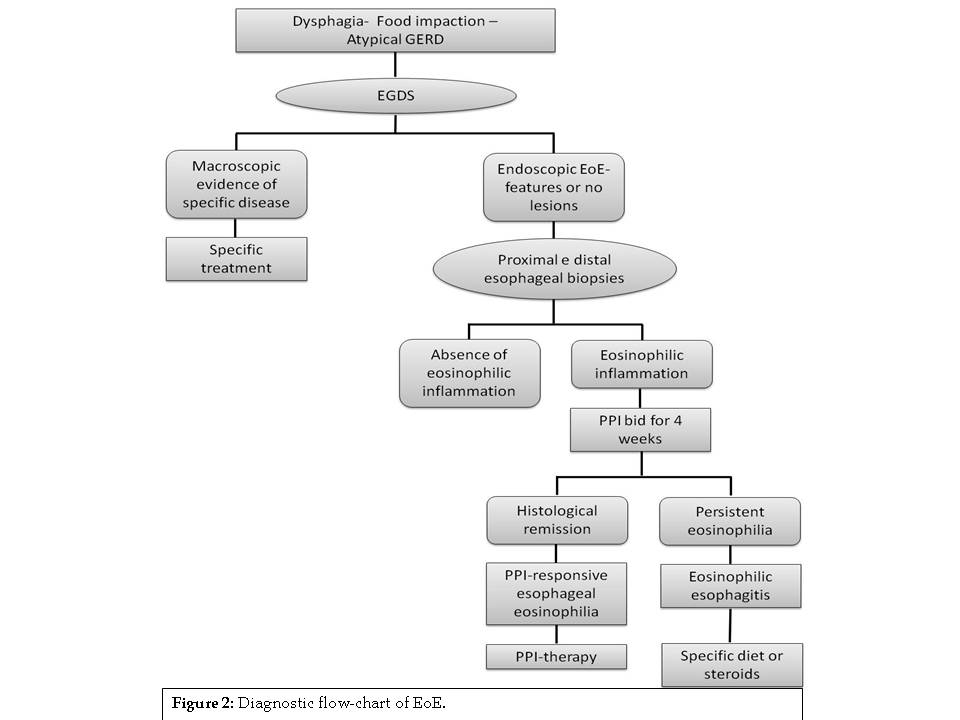 Dysphagia- Food impaction –
Atypical GERD
EGDS
Macroscopic
evidence of
specific disease
Endoscopic EoE-
features or no
lesions
Specific
treatment
Proximal e distal
esophageal biopsies
Absence of
eosinophilic
inflammation
Eosinophilic
inflammation
PPI bid for 4
weeks
Histological
remission
Persistent
eosinophilia
PPI-responsive
esophageal
eosinophilia
Eosinophilic
esophagitis
PPI-therapy
Specific diet or
steroids
Figure 2: Diagnostic flow-chart of EoE.